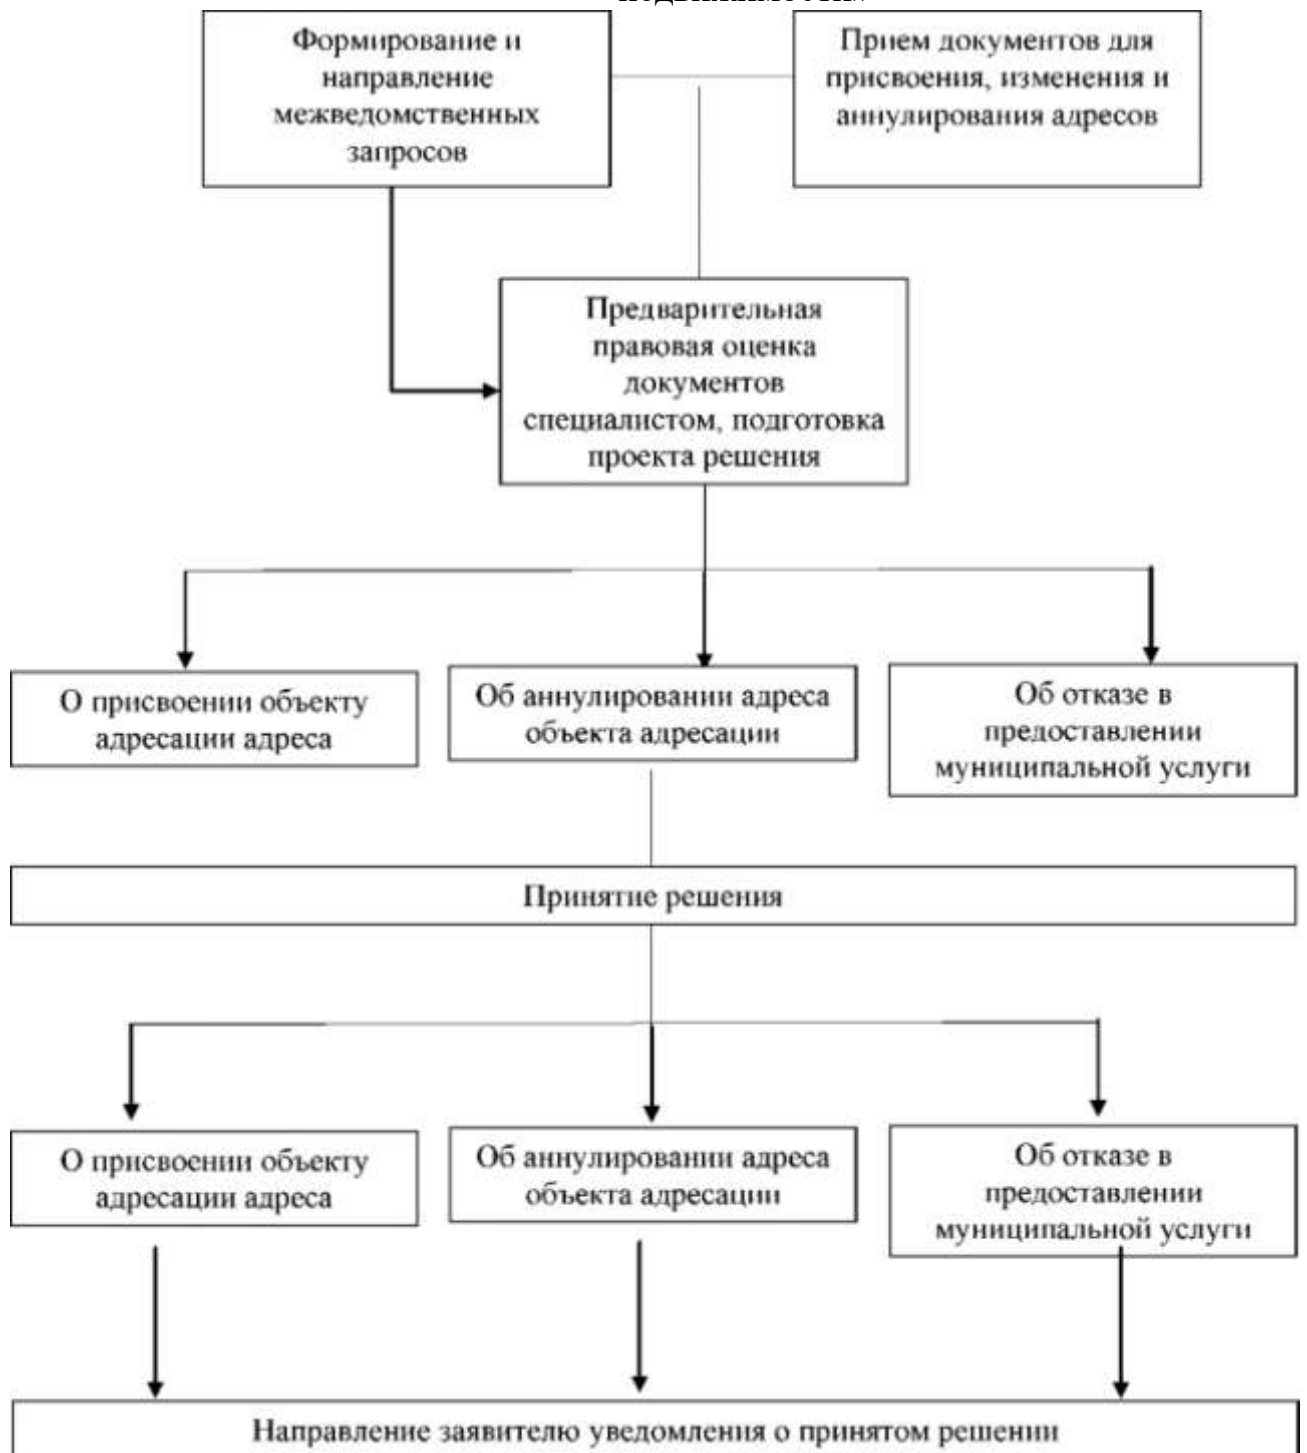 Формирование и
направление
межведомственных
запросов
Прием документов для
присвоения, изменения и
аннулирования адресов
Предварительная
правовая оценка
документов
специалистом, подготовка
проекта решения
О присвоении объекту
адресации адреса
Об аннулировании адреса
объекта адресации
Об отказе в
предоставлении
муниципальной услуги
Принятие решения
О присвоении объекту
адресации адреса
Об аннулировании адреса
объекта адресации
Об отказе в
предоставлении
муниципальной услуги
Направление заявителю уведомления о принятом решении